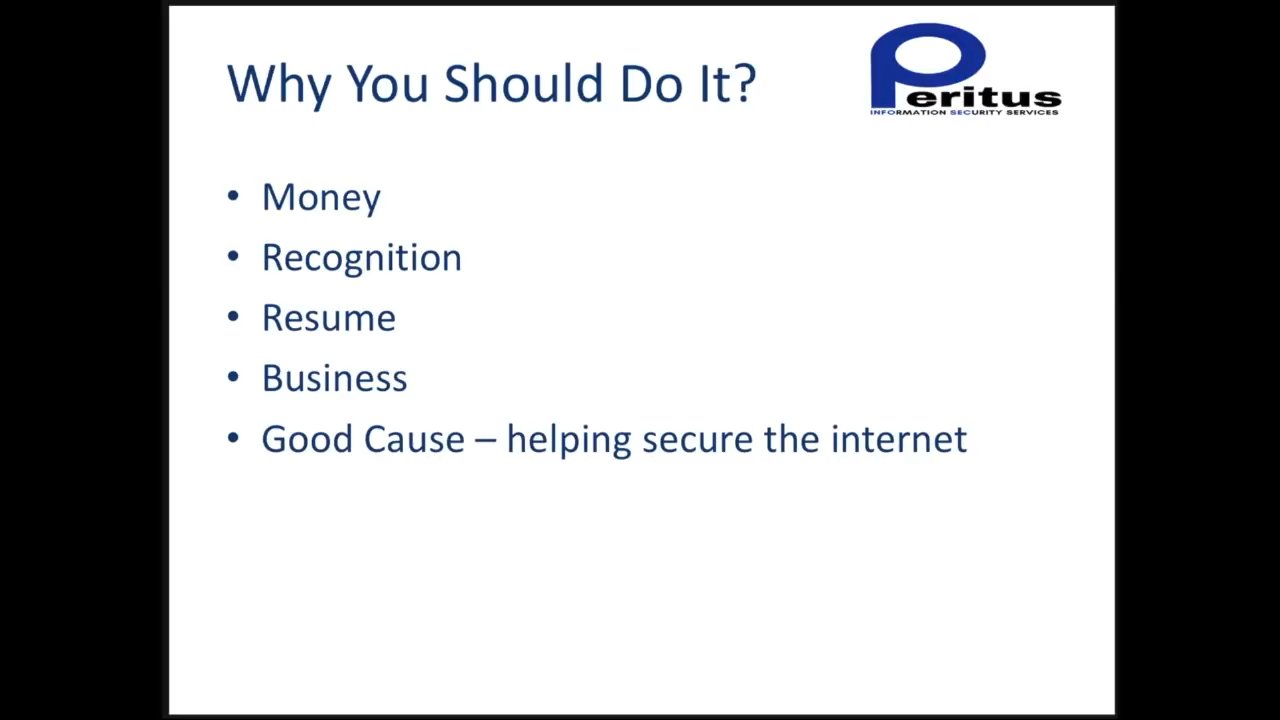 Why You Should Do It?
Peritus
INFORMATION SECURITY SERVICES
• Money
• Recognition
• Resume
• Business
• Good Cause – helping secure the internet